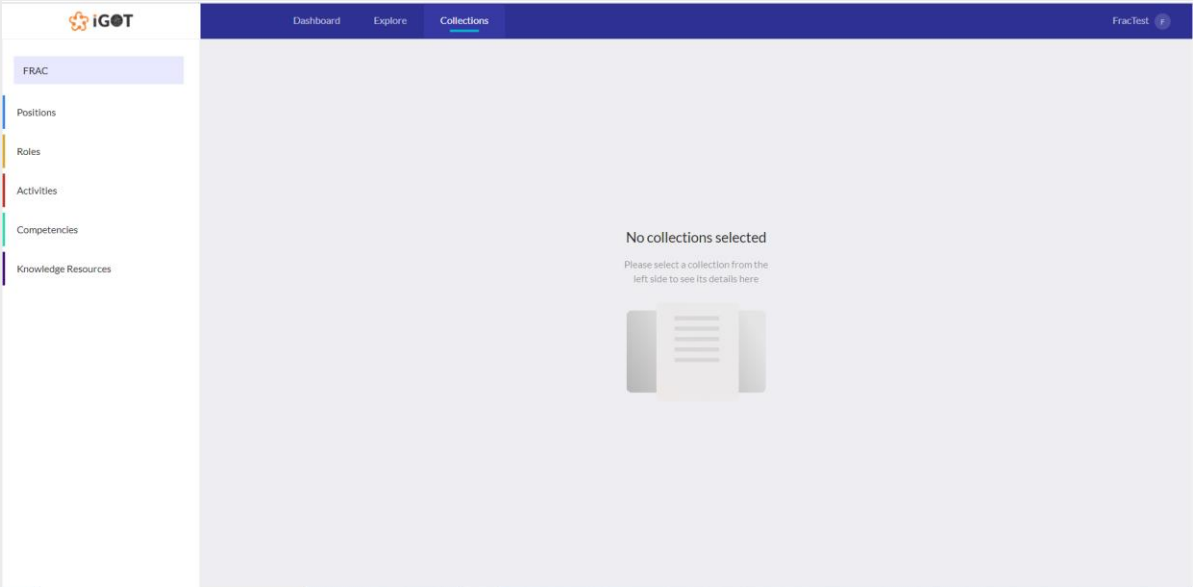 iGOT
Dashboard Explore Collections FracTest F
FRAC
Positions
Roles
Activities
Competencies
Knowledge Resources
No collections selected
Please select a collection from the
left side to see its details here